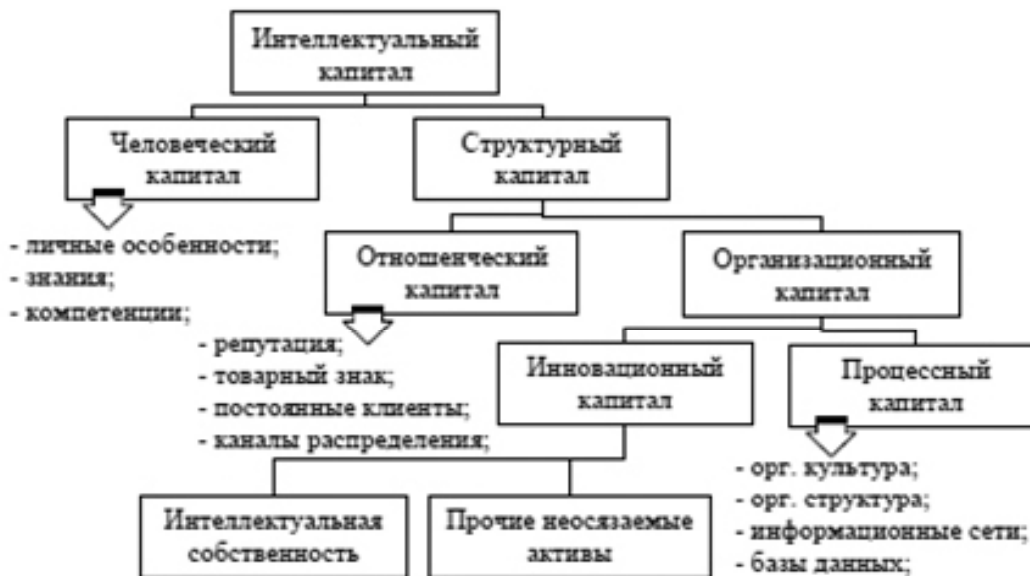 Интеллектуальный
капитал
Человеческий
капитал
Структурный
капитал
- личные особенности;
- знания;
- компетенции;
Отношенческий
капитал
Организационный
капитал
- репутация;
- товарный знак;
- постоянные клиенты;
- каналы распределения;
Инновационный
капитал
Процессный
капитал
- орг. культура;
- орг. структура;
- информационные сети;
- базы данных;
Интеллектуальная
собственность
Прочие неосязаемые
активы